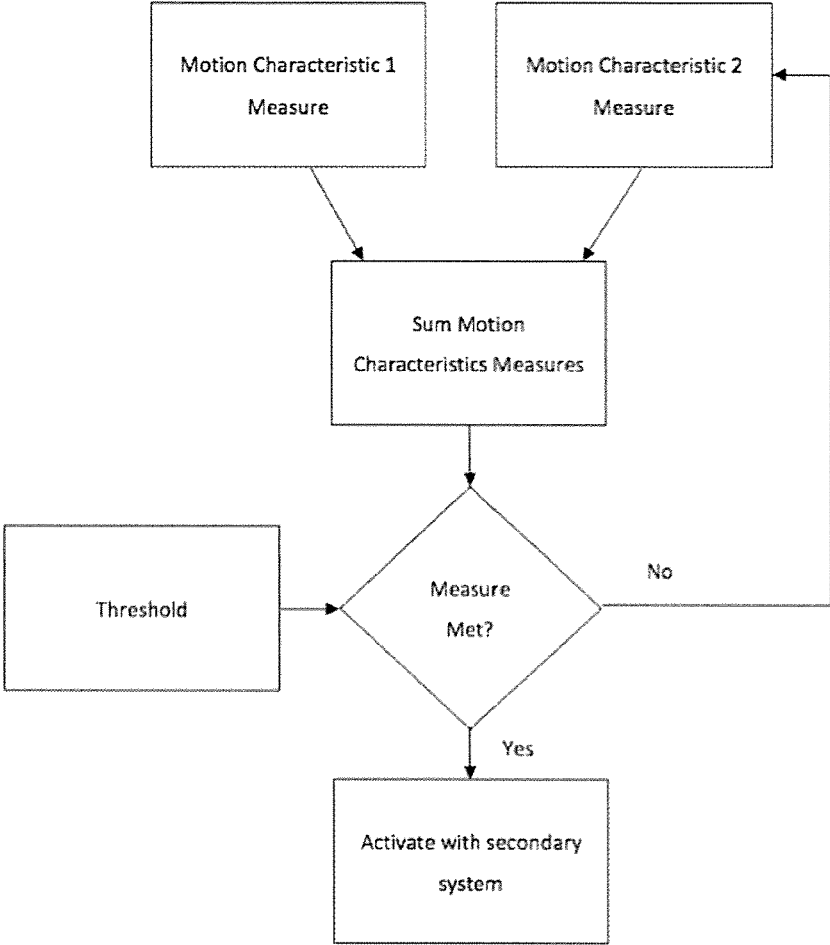 Motion Characteristic 1
Measure
Motion Characteristic 2
Measure
Sum Motion
Characteristics Measures
Threshold
Measure
Met?
No
Yes
Activate with secondary
system